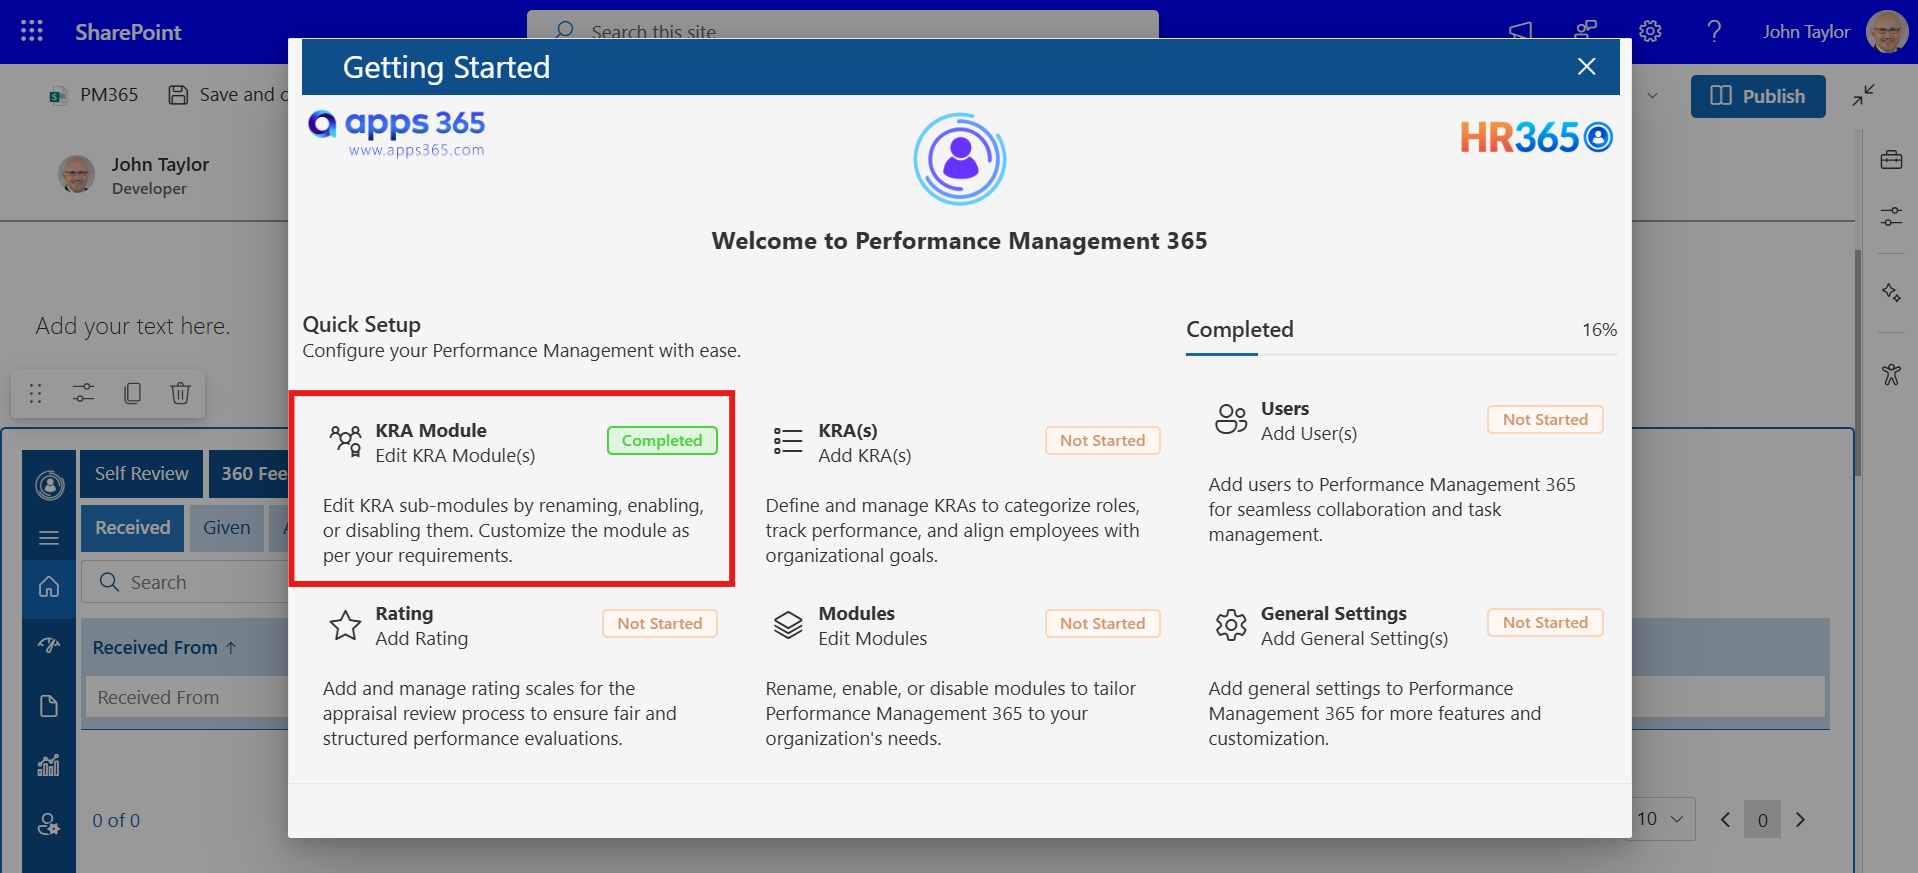 SharePoint
Search this site
John Taylor
Getting Started
PM365
Save and c
Publish
apps 365
www.apps365.com
HR365
John Taylor
Developer
Welcome to Performance Management 365
Add your text here.
Quick Setup
Configure your Performance Management with ease.
Completed
16%
KRA Module
Edit KRA Module(s)
Completed
Edit KRA sub-modules by renaming, enabling,
or disabling them. Customize the module as
per your requirements.
KRA(s)
Add KRA(s)
Not Started
Define and manage KRAs to categorize roles,
track performance, and align employees with
organizational goals.
Users
Add User(s)
Not Started
Add users to Performance Management 365
for seamless collaboration and task
management.
Rating
Add Rating
Not Started
Add and manage rating scales for the
appraisal review process to ensure fair and
structured performance evaluations.
Modules
Edit Modules
Not Started
Rename, enable, or disable modules to tailor
Performance Management 365 to your
organization's needs.
General Settings
Add General Setting(s)
Not Started
Add general settings to Performance
Management 365 for more features and
customization.
Self Review
360 Fee
Received
Given
Search
Received From ↑
Received From
0 of 0
10
0